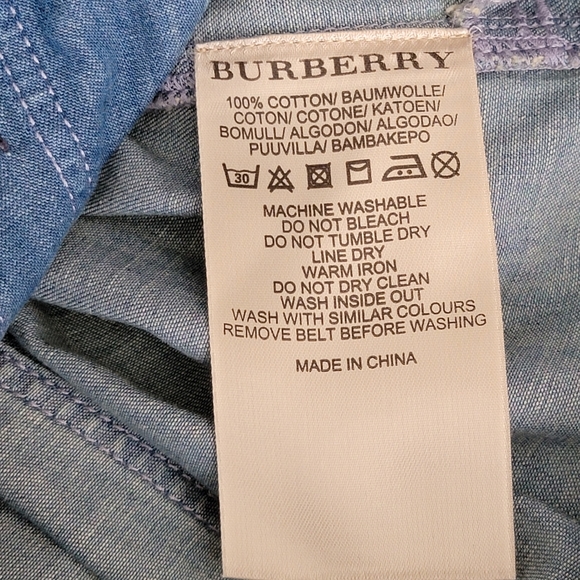 BURBERRY
100% COTTON/ BAUMWOLLE/
COTON/ COTONE/ KATOEN/
BOMULL/ ALGODON/ ALGODAO/
PUUVILLA/ BAMBAKEPO
30
MACHINE WASHABLE
DO NOT BLEACH
DO NOT TUMBLE DRY
LINE DRY
WARM IRON
DO NOT DRY CLEAN
WASH INSIDE OUT
WASH WITH SIMILAR COLOURS
REMOVE BELT BEFORE WASHING
MADE IN CHINA